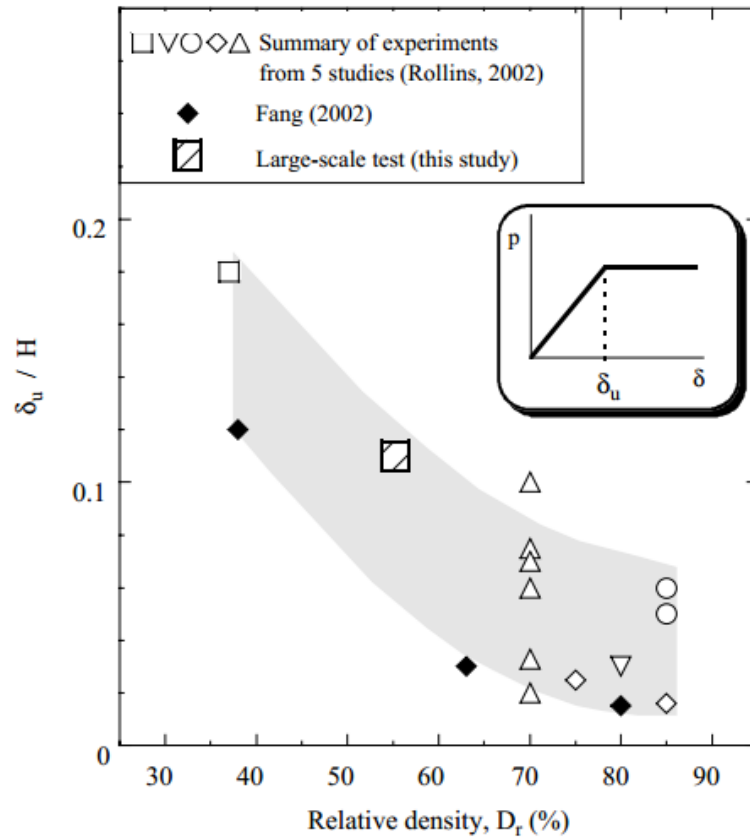 Summary of experiments
from 5 studies (Rollins, 2002)
Fang (2002)
Large-scale test (this study)
0.2
p
δu
δ
δu / H
0.1
0
30 40 50 60 70 80 90
Relative density, Dr (%)